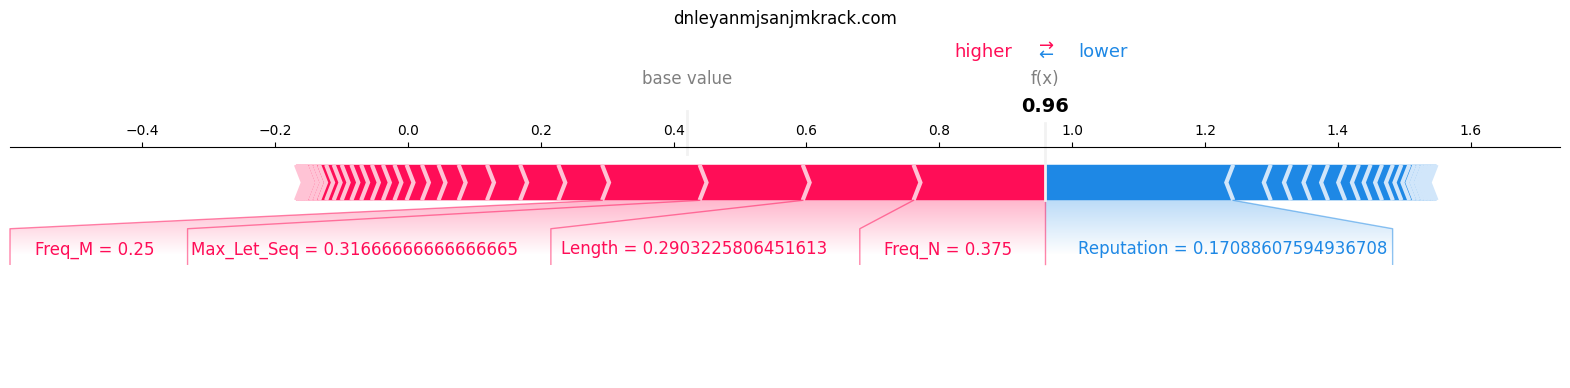 dnleyanmjsanjmkrack.com
higher ⇄ lower
base value f(x)
0.96
−0.4 −0.2 0.0 0.2 0.4 0.6 0.8 1.0 1.2 1.4 1.6
Freq_M = 0.25 Max_Let_Seq = 0.31666666666666665 Length = 0.2903225806451613 Freq_N = 0.375 Reputation = 0.17088607594936708